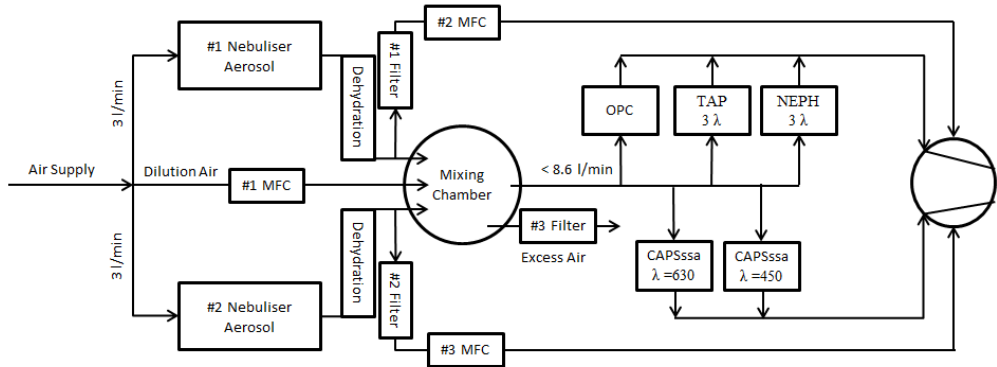 #2 MFC
#1 Nebuliser
Aerosol
#1 Filter
Dehydration
3 l/min
OPC
TAP
3 λ
NEPH
3 λ
Air Supply
Dilution Air
#1 MFC
Mixing
Chamber
< 8.6 l/min
#3 Filter
Excess Air
3 l/min
Dehydration
#2 Filter
CAPSssa
λ =630
CAPSssa
λ =450
#2 Nebuliser
Aerosol
#3 MFC